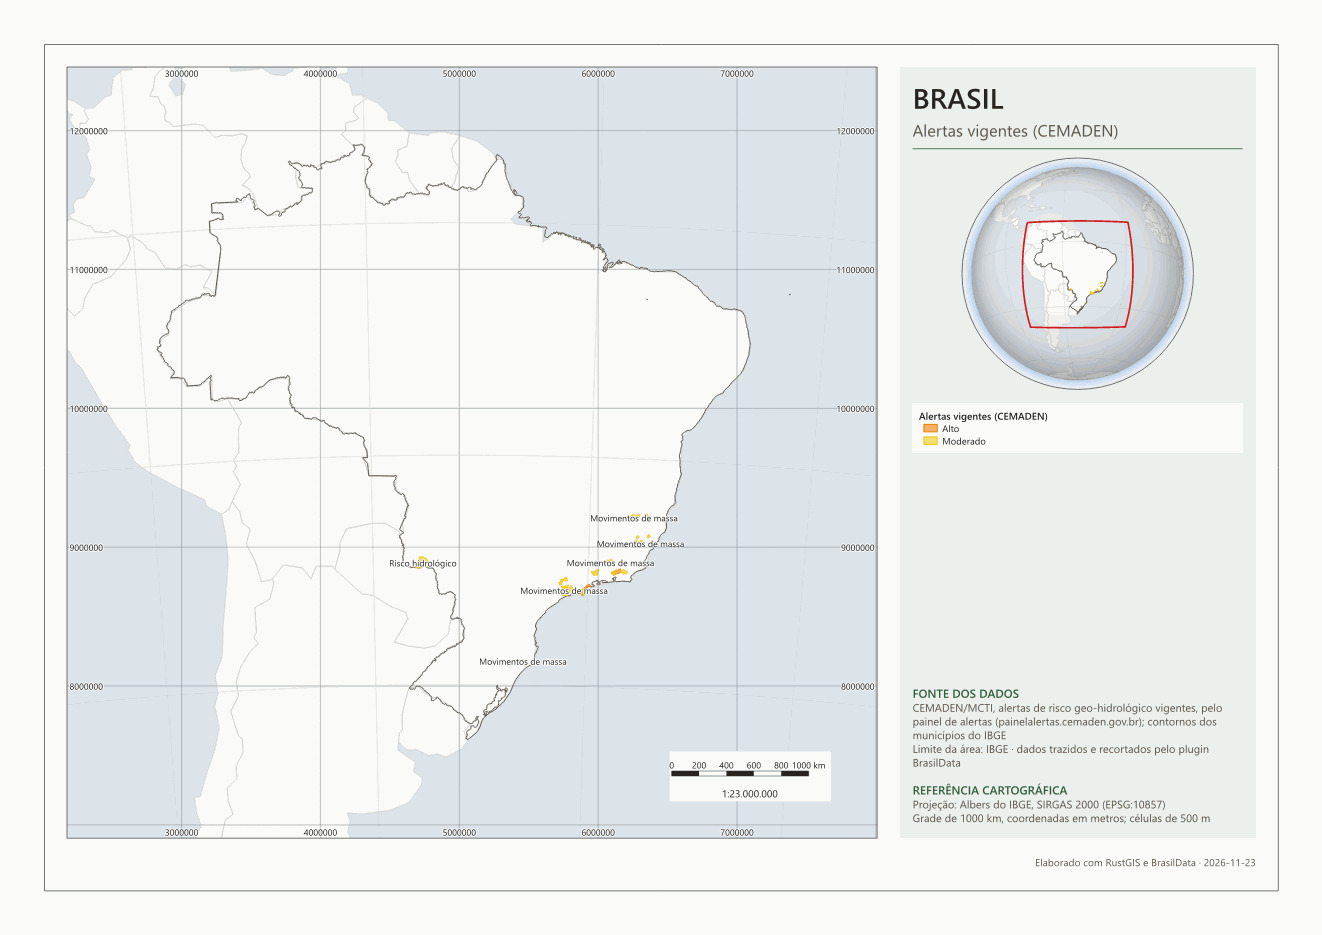 3000000 4000000 5000000 6000000 7000000
12000000 12000000
11000000 11000000
10000000 10000000
9000000 9000000
8000000 8000000
3000000 4000000 5000000 6000000 7000000
Movimentos de massa
Movimentos de massa
Movimentos de massa
Risco hidrológico
Movimentos de massa
Movimentos de massa
0 200 400 600 800 1000 km
1:23.000.000
BRASIL
Alertas vigentes (CEMADEN)
Alertas vigentes (CEMADEN)
Alto
Moderado
FONTE DOS DADOS
CEMADEN/MCTI, alertas de risco geo-hidrológico vigentes, pelo
painel de alertas (painelalertas.cemaden.gov.br); contornos dos
municípios do IBGE
Limite da área: IBGE · dados trazidos e recortados pelo plugin
BrasilData
REFERÊNCIA CARTOGRÁFICA
Projeção: Albers do IBGE, SIRGAS 2000 (EPSG:10857)
Grade de 1000 km, coordenadas em metros; células de 500 m
Elaborado com RustGIS e BrasilData · 2026-11-23